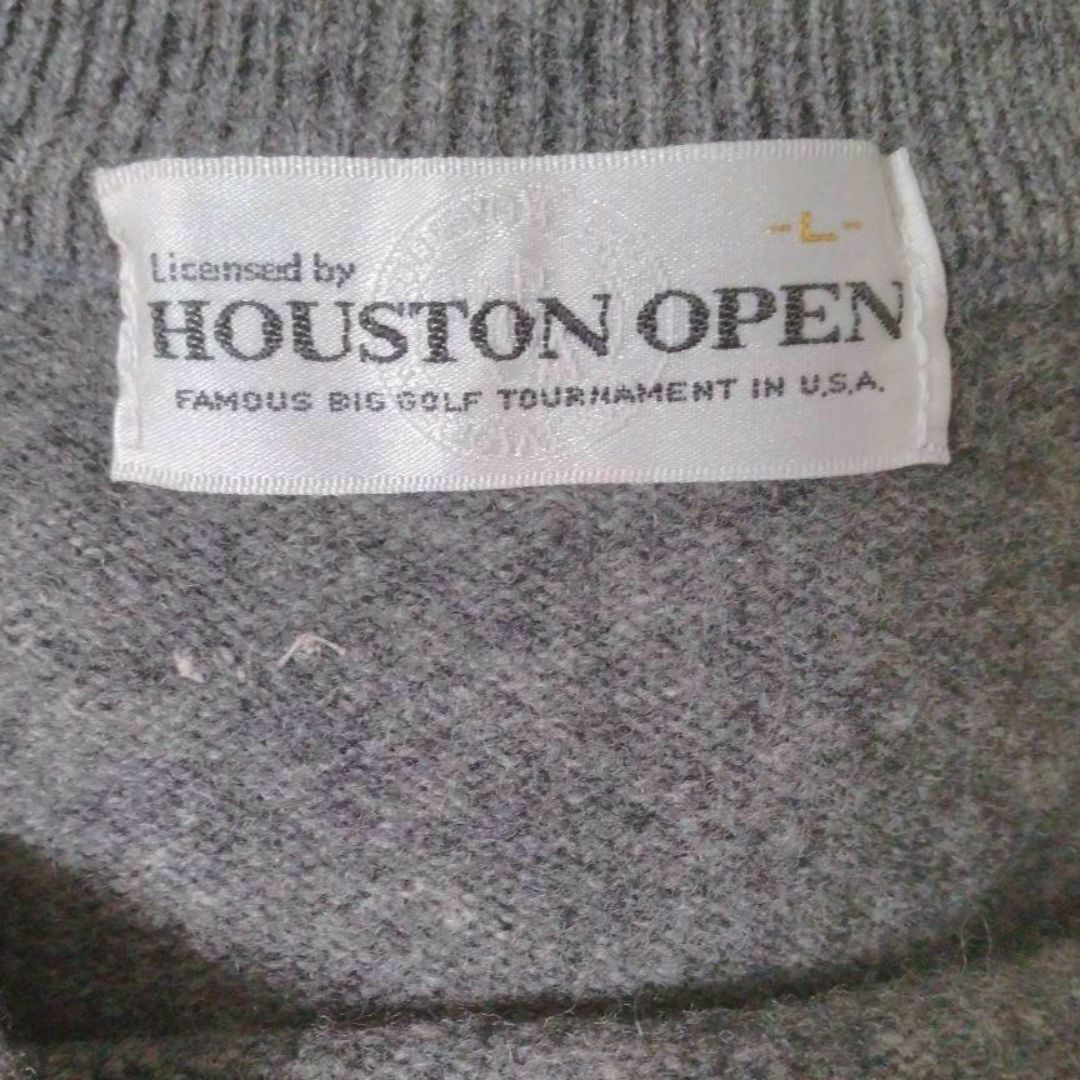 -L-
Licensed by
HOUSTON OPEN
FAMOUS BIG GOLF TOURNAMENT IN U.S.A.